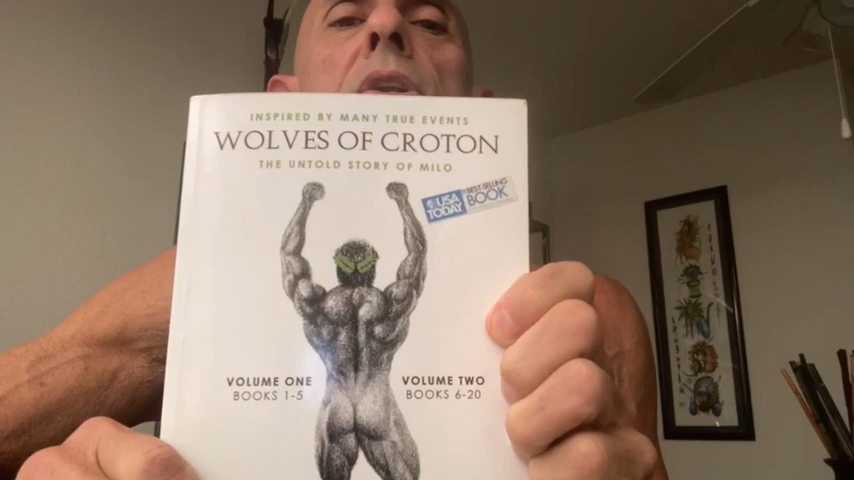 INSPIRED BY MANY TRUE EVENTS
WOLVES OF CROTON
THE UNTOLD STORY OF MILO
USA TODAY
BEST-SELLING BOOK
VOLUME ONE
BOOKS 1-5
VOLUME TWO
BOOKS 6-20